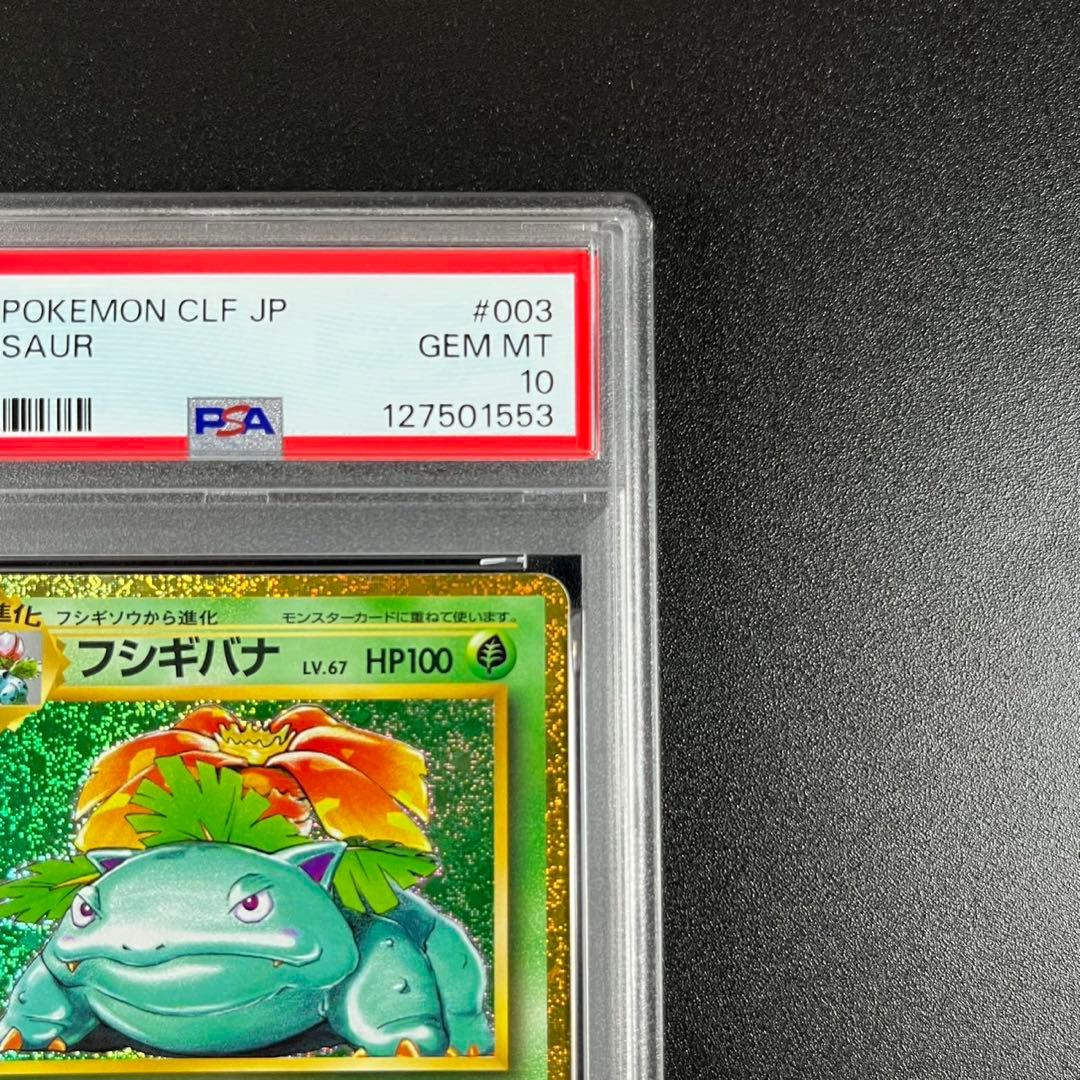 POKEMON CLF JP #003
SAUR GEM MT
10
PSA 127501553
進化 フシギソウから進化 モンスターカードに重ねて使います。
フシギバナ LV.67 HP100